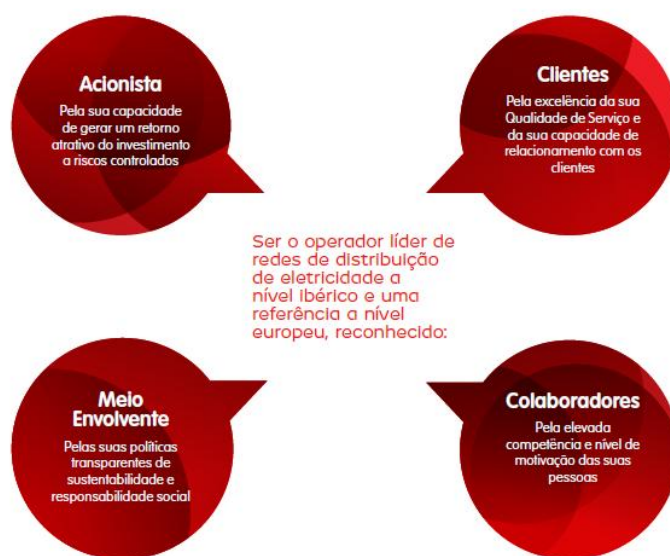 Acionista
Pela sua capacidade
de gerar um retorno
atrativo do investimento
a riscos controlados
Clientes
Pela excelência da sua
Qualidade de Serviço e
da sua capacidade de
relacionamento com os
clientes
Ser o operador líder de
redes de distribuição
de eletricidade a
nível ibérico e uma
referência a nível
europeu, reconhecido:
Meio
Envolvente
Pelas suas políticas
transparentes de
sustentabilidade e
responsabilidade social
Colaboradores
Pela elevada
competência e nível de
motivação das suas
pessoas